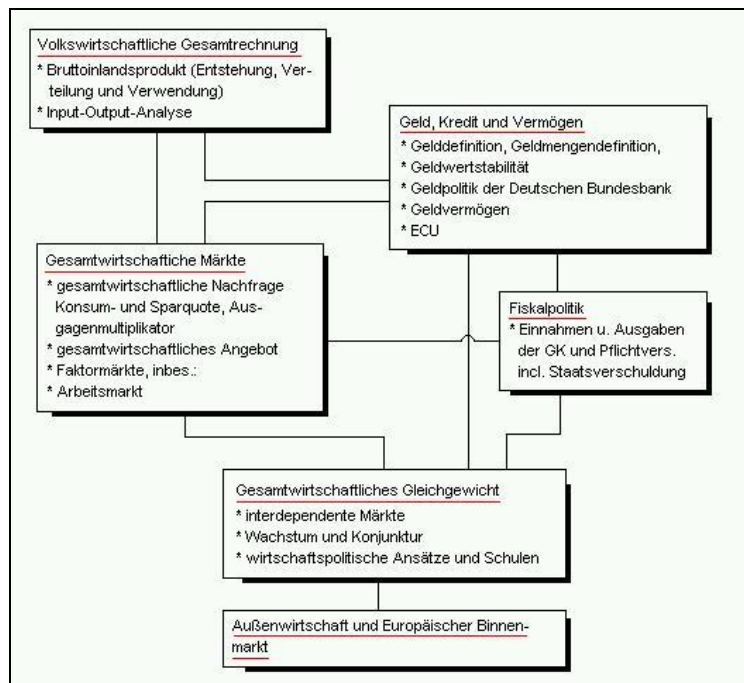 Volkswirtschaftliche Gesamtrechnung
* Bruttoinlandsprodukt (Entstehung, Ver-
teilung und Verwendung)
* Input-Output-Analyse
Geld, Kredit und Vermögen
* Gelddefinition, Geldmengendefinition,
* Geldwertstabilität
* Geldpolitik der Deutschen Bundesbank
* Geldvermögen
* ECU
Gesamtwirtschaftiche Märkte
* gesamtwirtschaftliche Nachfrage
Konsum- und Sparquote, Aus-
gagenmultiplikator
* gesamtwirtschaftliches Angebot
* Faktormärkte, inbes.:
* Arbeitsmarkt
Fiskalpolitik
* Einnahmen u. Ausgaben
der GK und Pflichtvers.
incl. Staatsverschuldung
Gesamtwirtschaftliches Gleichgewicht
* interdependente Märkte
* Wachstum und Konjunktur
* wirtschaftspolitische Ansätze und Schulen
Außenwirtschaft und Europäischer Binnen-
markt